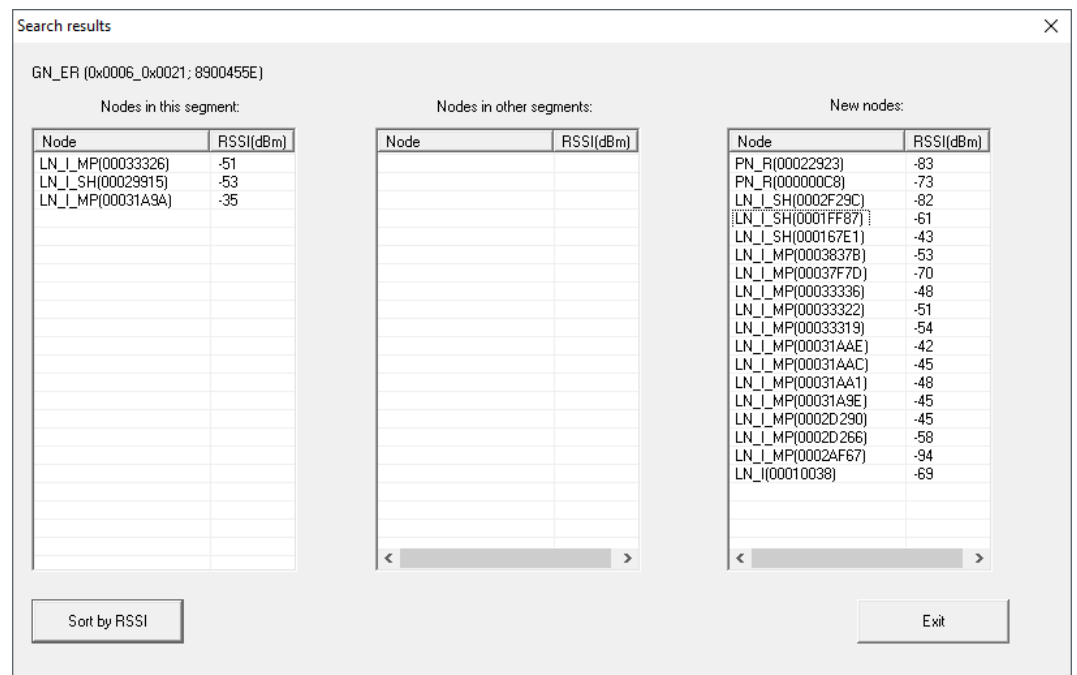 Search results
GN_ER (0x0006_0x0021; 8900455E)
Nodes in this segment:
Node RSSI(dBm)
LN_I_MP(00033326) -51
LN_I_SH(00029915) -53
LN_I_MP(00031A9A) -35
Nodes in other segments:
Node RSSI(dBm)
New nodes:
Node RSSI(dBm)
PN_R(00022923) -83
PN_R(000000C8) -73
LN_I_SH(0002F29C) -82
LN_I_SH(0001FF87) -61
LN_I_SH(000167E1) -43
LN_I_MP(0003837B) -53
LN_I_MP(00037F7D) -70
LN_I_MP(00033336) -48
LN_I_MP(00033322) -51
LN_I_MP(00033319) -54
LN_I_MP(00031AAE) -42
LN_I_MP(00031AAC) -45
LN_I_MP(00031AA1) -48
LN_I_MP(00031A9E) -45
LN_I_MP(0002D290) -45
LN_I_MP(0002D266) -58
LN_I_MP(0002AF67) -94
LN_I(00010038) -69
Sort by RSSI
Exit